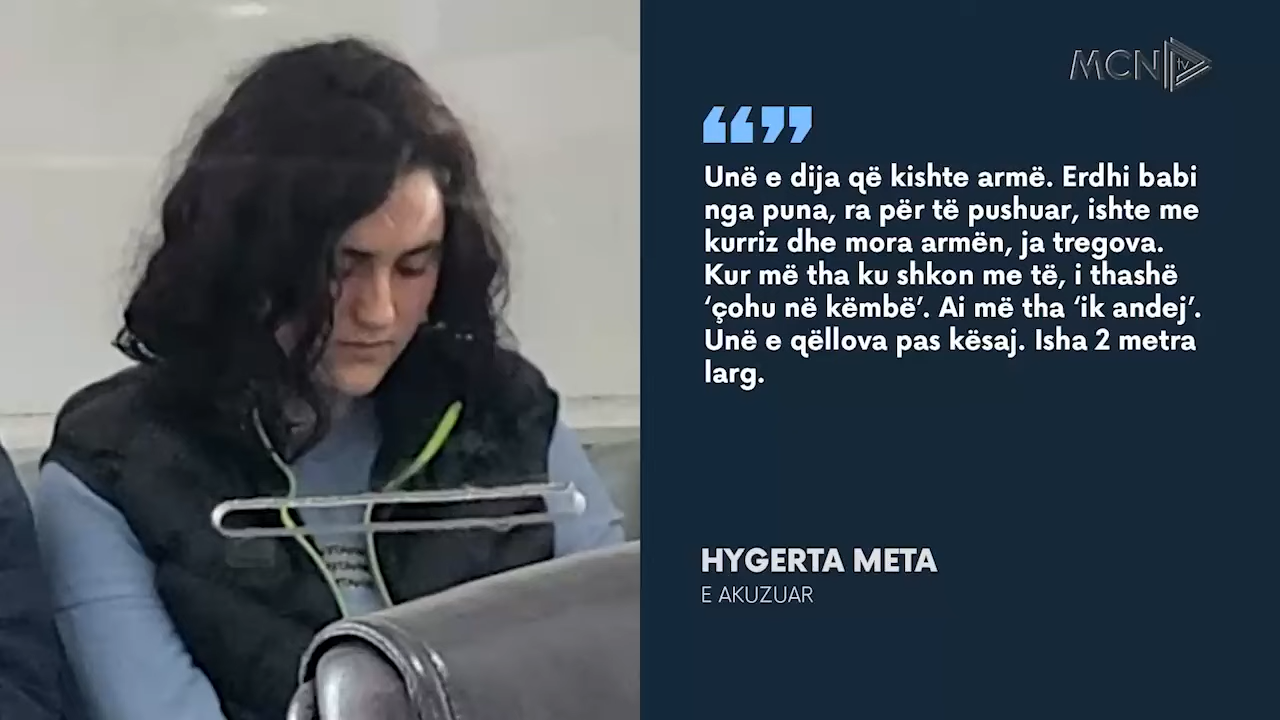 MCN tv
Unë e dija që kishte armë. Erdhi babi
nga puna, ra për të pushuar, ishte me
kurriz dhe mora armën, ja tregova.
Kur më tha ku shkon me të, i thashë
‘çohu në këmbë’. Ai më tha ‘ik andej’.
Unë e qëllova pas kësaj. Isha 2 metra
larg.
HYGERTA META
E AKUZUAR